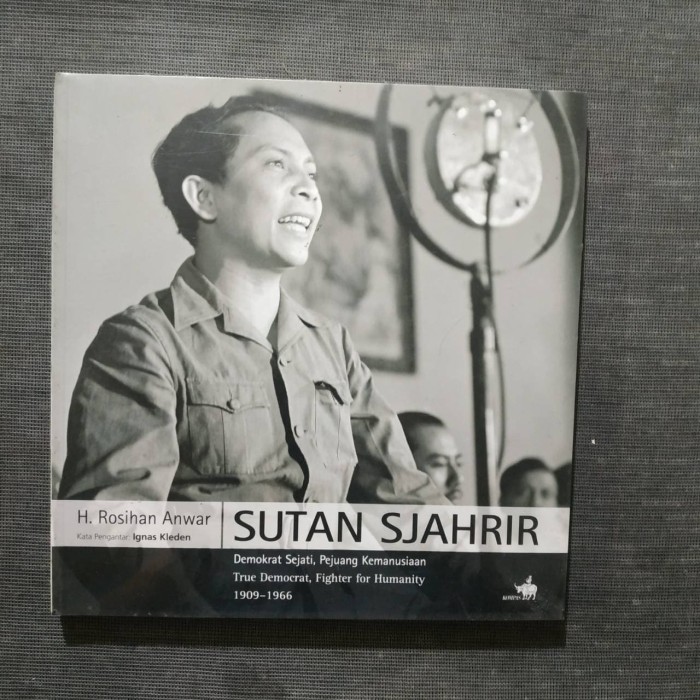 H. Rosihan Anwar
Kata Pengantar: Ignas Kleden
SUTAN SJAHRIR
Demokrat Sejati, Pejuang Kemanusiaan
True Democrat, Fighter for Humanity
1909–1966
KOMPAS